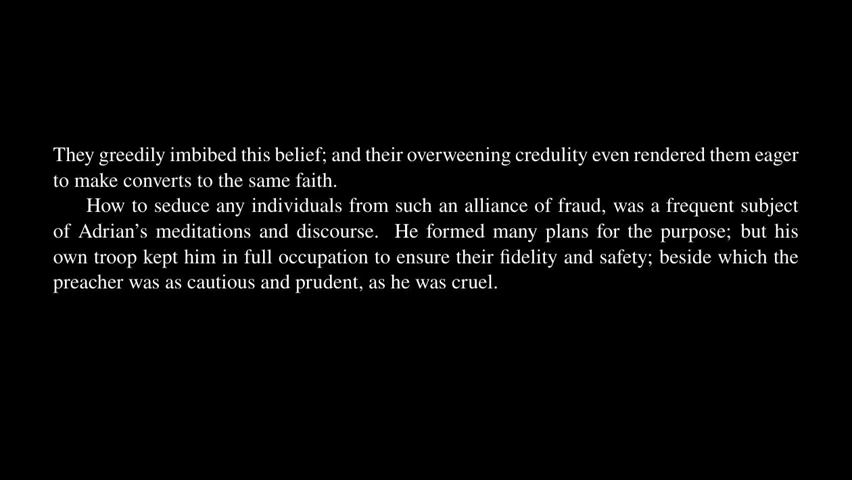 They greedily imbibed this belief; and their overweening credulity even rendered them eager
to make converts to the same faith.
How to seduce any individuals from such an alliance of fraud, was a frequent subject
of Adrian’s meditations and discourse. He formed many plans for the purpose; but his
own troop kept him in full occupation to ensure their fidelity and safety; beside which the
preacher was as cautious and prudent, as he was cruel.